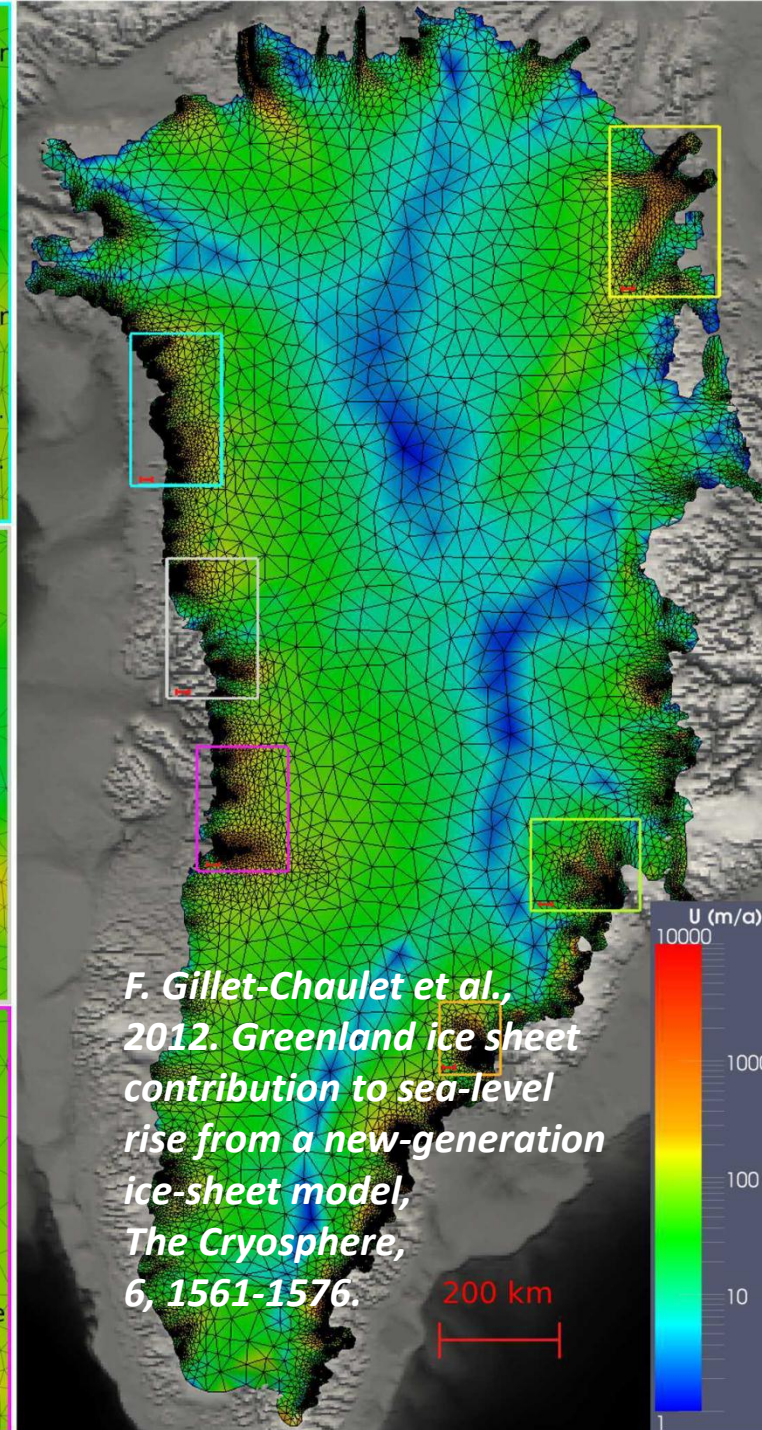 U (m/a)
10000
1000
100
10
1
F. Gillet-Chaulet et al.,
2012. Greenland ice sheet
contribution to sea-level
rise from a new-generation
ice-sheet model,
The Cryosphere,
6, 1561-1576.
200 km